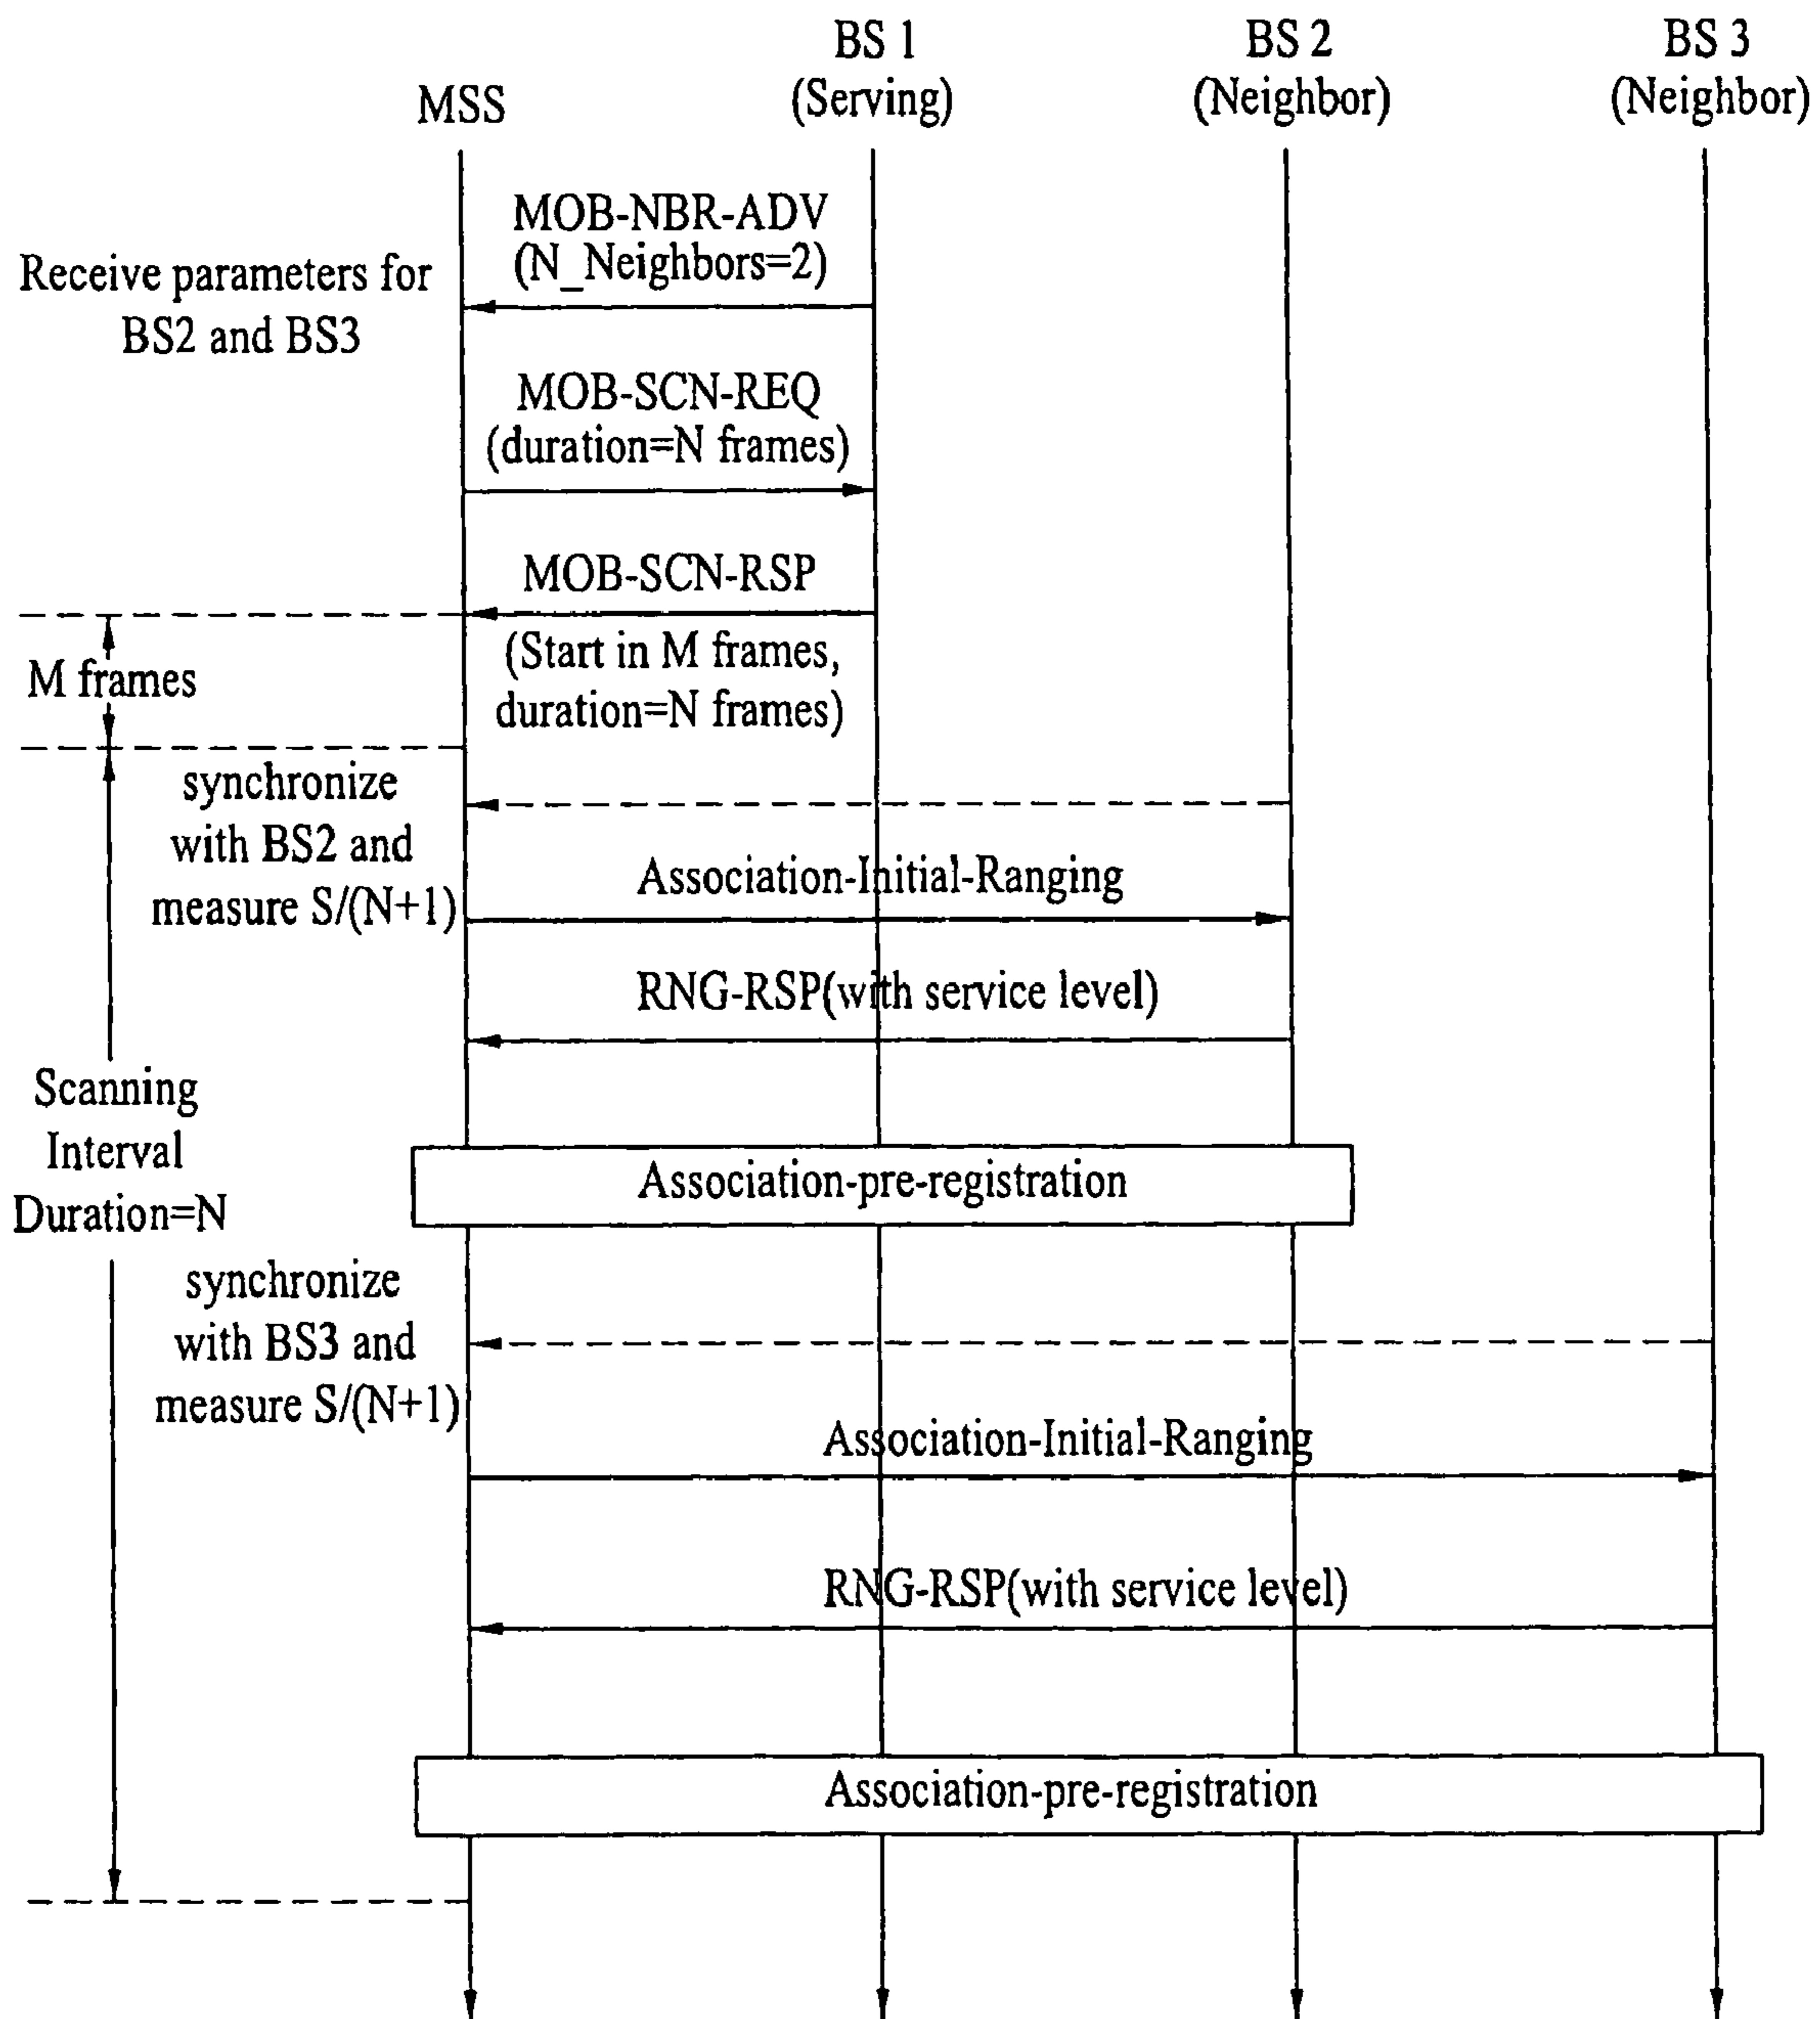 BS 1
(Serving)
BS 2
(Neighbor)
BS 3
(Neighbor)
MSS
MOB-NBR-ADV
(N_Neighbors=2)
Receive parameters for
BS2 and BS3
MOB-SCN-REQ
(duration=N frames)
MOB-SCN-RSP
(Start in M frames,
duration=N frames)
M frames
synchronize
with BS2 and
measure S/(N+1)
Association-Initial-Ranging
RNG-RSP(with service level)
Scanning
Interval
Duration=N
Association-pre-registration
synchronize
with BS3 and
measure S/(N+1)
Association-Initial-Ranging
RNG-RSP(with service level)
Association-pre-registration